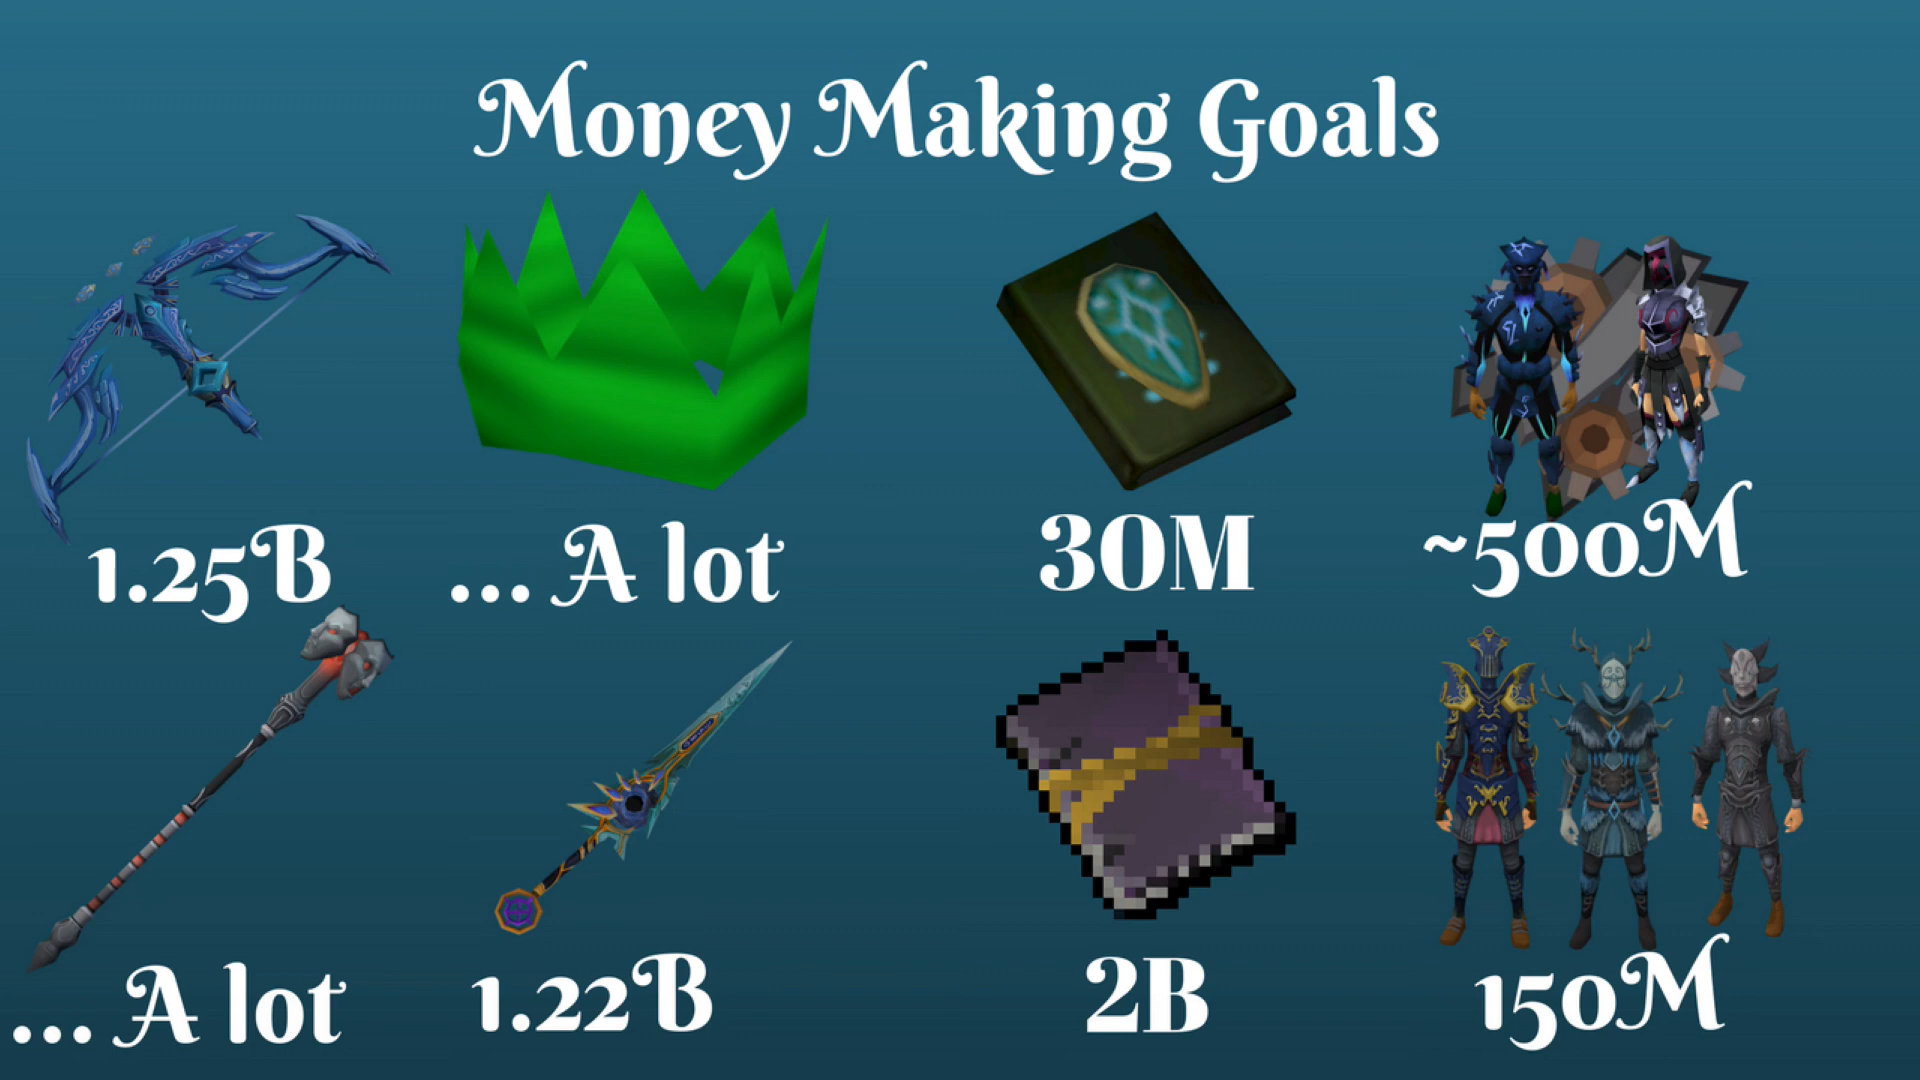 Money Making Goals
1.25B
... A lot
30M
~500M
... A lot
1.22B
2B
150M